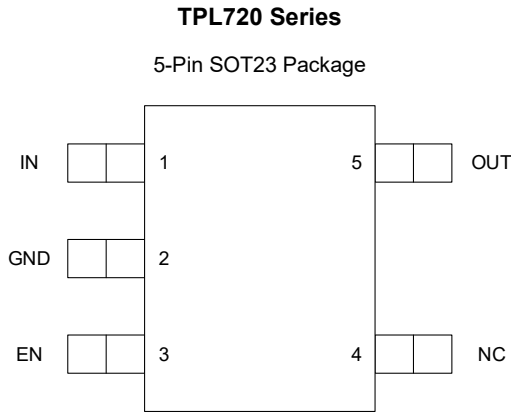 TPL720 Series
5-Pin SOT23 Package
IN 1 5 OUT
GND 2
EN 3 4 NC